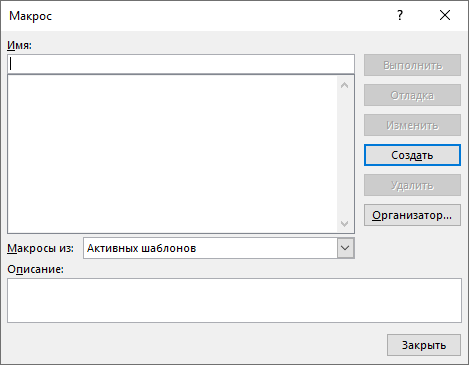 Макрос
?
Имя:
Выполнить
Отладка
Изменить
Создать
Удалить
Организатор...
Макросы из: Активных шаблонов
Описание:
Закрыть